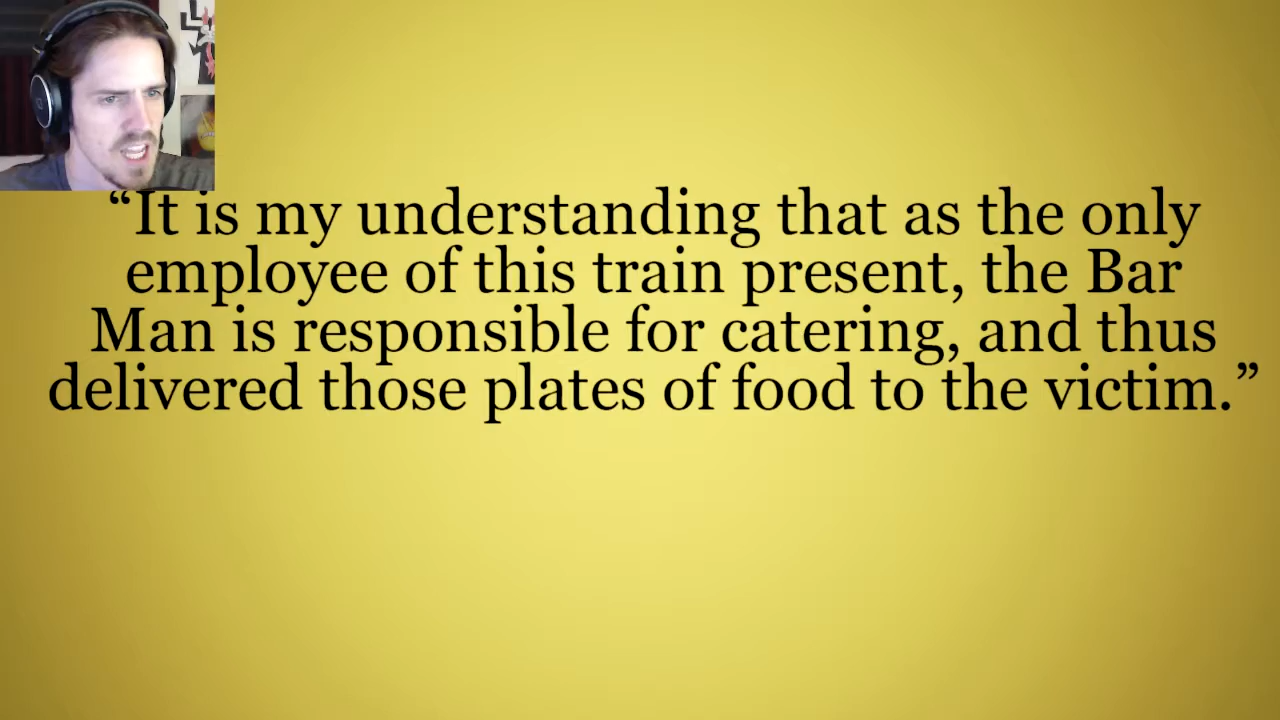 “It is my understanding that as the only
employee of this train present, the Bar
Man is responsible for catering, and thus
delivered those plates of food to the victim.”